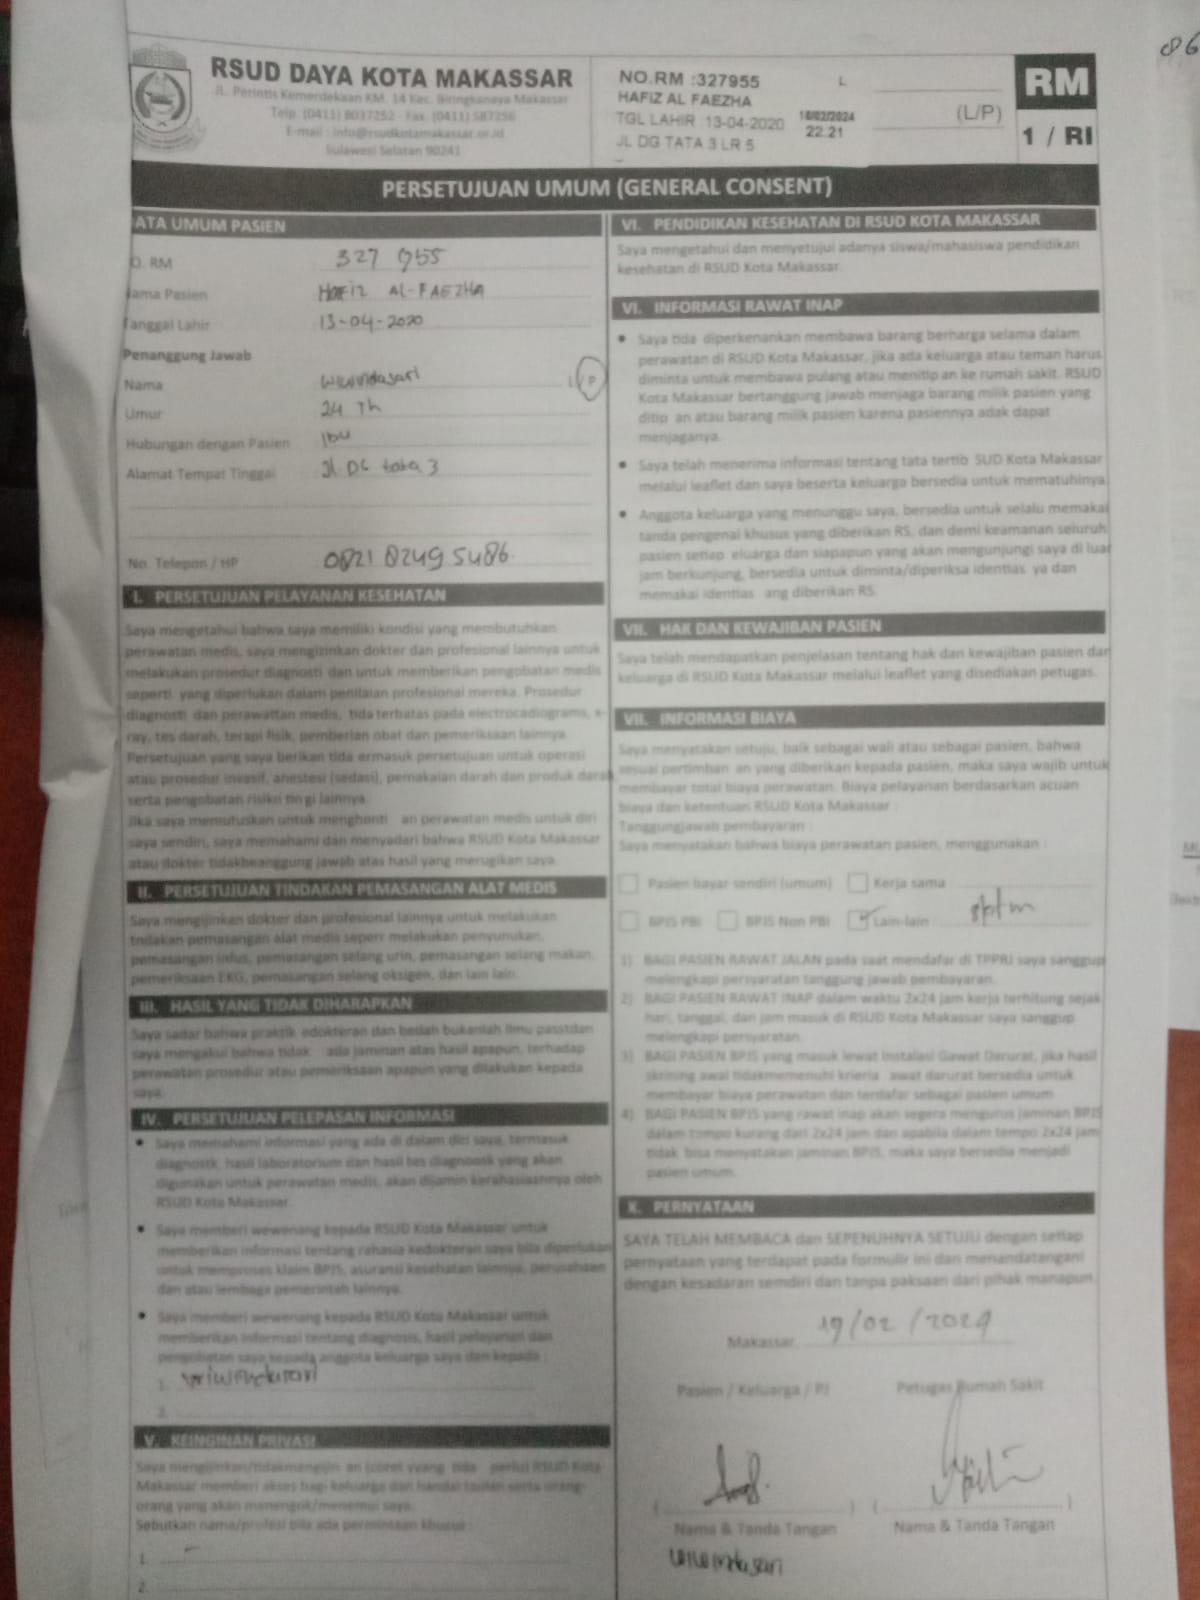 RSUD DAYA KOTA MAKASSAR
JL. Perintis Kemerdekaan KM. 14 Kec. Biringkanaya Makassar
Telp. (0411) 8037252 - Fax. (0411) 587256
E-mail : info@rsudkotamakassar.or.id
Sulawesi Selatan 90241
NO.RM :327955 L
HAFIZ AL FAEZHA
TGL LAHIR : 13-04-2020
18/02/2024
22.21
JL DG TATA 3 LR 5
(L/P)
RM
1 / RI
PERSETUJUAN UMUM (GENERAL CONSENT)
ATA UMUM PASIEN
O. RM 327 955
Nama Pasien HAFIZ AL-FAEZHA
Tanggal Lahir 13-04-2020
Penanggung Jawab
Nama wiwindasari L/P
Umur 24 Th
Hubungan dengan Pasien Ibu
Alamat Tempat Tinggal Jl. DG tata 3
No. Telepon / HP 0821 8249 5486
I. PERSETUJUAN PELAYANAN KESEHATAN
Saya mengetahui bahwa saya memiliki kondisi yang membutuhkan
perawatan medis, saya mengizinkan dokter dan profesional lainnya untuk
melakukan prosedur diagnosti dan untuk memberikan pengobatan medis
seperti yang diperlukan dalam penilaian profesional mereka. Prosedur
diagnosti dan perawattan medis, tida terbatas pada electrocadiograms, x-
ray, tes darah, terapi fisik, pemberian obat dan pemeriksaan lainnya.
Persetujuan yang saya berikan tida ermasuk persetujuan untuk operasi
atau prosedur invasif, anestesi (sedasi), pemakaian darah dan produk darah
serta pengobatan risiko tin gi lainnya.
Jika saya memutuskan untuk menghenti an perawatan medis untuk diri
saya sendiri, saya memahami dan menyadari bahwa RSUD Kota Makassar
atau dokter tidakbeanggung jawab atas hasil yang merugikan saya.
II. PERSETUJUAN TINDAKAN PEMASANGAN ALAT MEDIS
Saya mengijinkan dokter dan profesional lainnya untuk melakukan
tndakan pemasangan alat medis seperr melakukan penyunukan,
pemasangan infus, pemasangan selang urin, pemasangan selang makan,
pemeriksaan EKG, pemasangan selang oksigen, dan lain lain.
III. HASIL YANG TIDAK DIHARAPKAN
Saya sadar bahwa praktik edokteran dan bedah bukanlah ilmu passtdan
saya mengakui bahwa tidak ada jaminan atas hasil apapun, terhadap
perawatan prosedur atau pemeriksaan apapun yang dilakukan kepada
saya.
IV. PERSETUJUAN PELEPASAN INFORMASI
• Saya memahami informasi yang ada di dalam diri saya, termasuk
diagnostk, hasil laboratorium dan hasil tes diagnosok yang akan
digunakan untuk perawatan medis, akan dijamin kerahasiaannya oleh
RSUD Kota Makassar.
• Saya memberi wewenang kepada RSUD Kota Makassar untuk
memberikan informasi tentang rahasia kedokteran saya bila diperlukan
untuk memproses klaim BPJS, asuransi kesehatan lainnya, perusahaan
dan atau lembaga pemerintah lainnya.
• Saya memberi wewenang kepada RSUD Kota Makassar untuk
memberikan informasi tentang diagnosis, hasil pelayanan dan
pengobatan saya kepada anggota keluarga saya dan kepada :
1. wiwindasari
2.
V. KEINGINAN PRIVASI
Saya mengijinkan/tidakmengijin an (coret yuang tida perlu) RSUD Kota
Makassar memberi akses bagi keluarga dan handai taulan serta orang-
orang yang akan menengok/menemui saya.
Sebutkan nama/profesi bila ada permintaan khusus :
1. -
2.
VI. PENDIDIKAN KESEHATAN DI RSUD KOTA MAKASSAR
Saya mengetahui dan menyetujui adanya siswa/mahasiswa pendidikan
kesehatan di RSUD Kota Makassar.
VI. INFORMASI RAWAT INAP
• Saya tida diperkenankan membawa barang berharga selama dalam
perawatan di RSUD Kota Makassar, jika ada keluarga atau teman harus
diminta untuk membawa pulang atau menitip an ke rumah sakit. RSUD
Kota Makassar bertanggung jawab menjaga barang milik pasien yang
ditip an atau barang milik pasien karena pasiennya adak dapat
menjaganya.
• Saya telah menerima informasi tentang tata tertib SUD Kota Makassar
melalui leaflet dan saya beserta keluarga bersedia untuk mematuhinya
• Anggota keluarga yang menunggu saya, bersedia untuk selalu memakai
tanda pengenal khusus yang diberikan RS, dan demi keamanan seluruh
pasien setiap eluarga dan siapapun yang akan mengunjungi saya di luar
jam berkunjung, bersedia untuk diminta/diperiksa identias ya dan
memakai identias ang diberikan RS.
VII. HAK DAN KEWAJIBAN PASIEN
Saya telah mendapatkan penjelasan tentang hak dan kewajiban pasien dan
keluarga di RSUD Kota Makassar melalui leaflet yang disediakan petugas.
VII. INFORMASI BIAYA
Saya menyatakan setuju, baik sebagai wali atau sebagai pasien, bahwa
sesuai pertimban an yang diberikan kepada pasien, maka saya wajib untuk
membayar total biaya perawatan. Biaya pelayanan berdasarkan acuan
biaya dan ketentuan RSUD Kota Makassar :
Tanggungjawab pembayaran :
Saya menyatakan bahwa biaya perawatan pasien, menggunakan :
Pasien bayar sendiri (umum) Kerja sama :
BPJS PBI BPJS Non PBI Lain-lain :
1) BAGI PASIEN RAWAT JALAN pada saat mendafar di TPPRJ saya sanggup
melengkapi persyaratan tanggung jawab pembayaran.
2) BAGI PASIEN RAWAT INAP dalam waktu 2x24 jam kerja terhitung sejak
hari, tanggal, dan jam masuk di RSUD Kota Makassar saya sanggup
melengkapi persyaratan.
3) BAGI PASIEN BPJS yang masuk lewat Instalasi Gawat Darurat, jika hasil
skrining awal tidakmemenuhi krieria awat darurat bersedia untuk
membayar biaya perawatan dan terdafar sebagai pasien umum
4) BAGI PASIEN BPJS yang rawat inap akan segera mengurus jaminan BPJS
dalam tempo kurang dari 2x24 jam dan apabila dalam tempo 2x24 jam
tidak bisa menyatakan jaminan BPJS, maka saya bersedia menjadi
pasien umum.
X. PERNYATAAN
SAYA TELAH MEMBACA dan SEPENUHNYA SETUJU dengan setiap
pernyataan yang terdapat pada formulir ini dan menandatangani
dengan kesadaran semdiri dan tanpa paksaan dari pihak manapun.
Makassar 19/02/2024
Pasien / Keluarga / PJ Petugas Rumah Sakit
Nama & Tanda Tangan Nama & Tanda Tangan
wiwindasari